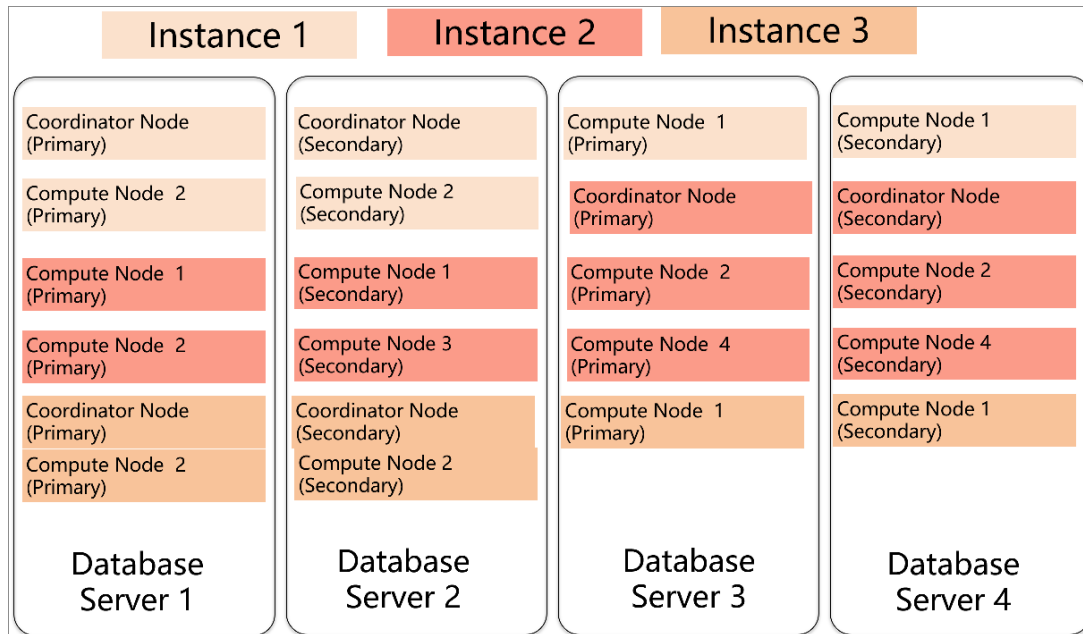 Instance 1
Instance 2
Instance 3
Coordinator Node
(Primary)
Compute Node 2
(Primary)
Compute Node 1
(Primary)
Compute Node 2
(Primary)
Coordinator Node
(Primary)
Compute Node 2
(Primary)
Database
Server 1
Coordinator Node
(Secondary)
Compute Node 2
(Secondary)
Compute Node 1
(Secondary)
Compute Node 3
(Secondary)
Coordinator Node
(Secondary)
Compute Node 2
(Secondary)
Database
Server 2
Compute Node 1
(Primary)
Coordinator Node
(Primary)
Compute Node 2
(Primary)
Compute Node 4
(Primary)
Compute Node 1
(Primary)
Database
Server 3
Compute Node 1
(Secondary)
Coordinator Node
(Secondary)
Compute Node 2
(Secondary)
Compute Node 4
(Secondary)
Compute Node 1
(Secondary)
Database
Server 4